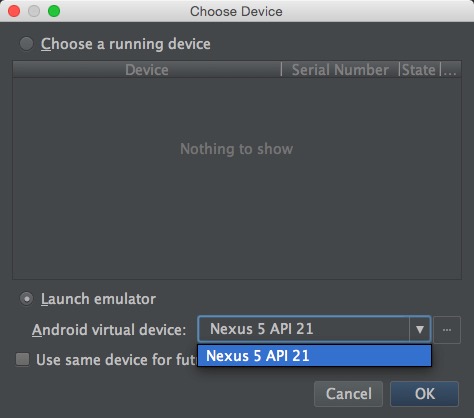 Choose Device
Choose a running device
Device Serial Number State ...
Nothing to show
Launch emulator
Android virtual device: Nexus 5 API 21 ...
Nexus 5 API 21
Use same device for fut
Cancel OK